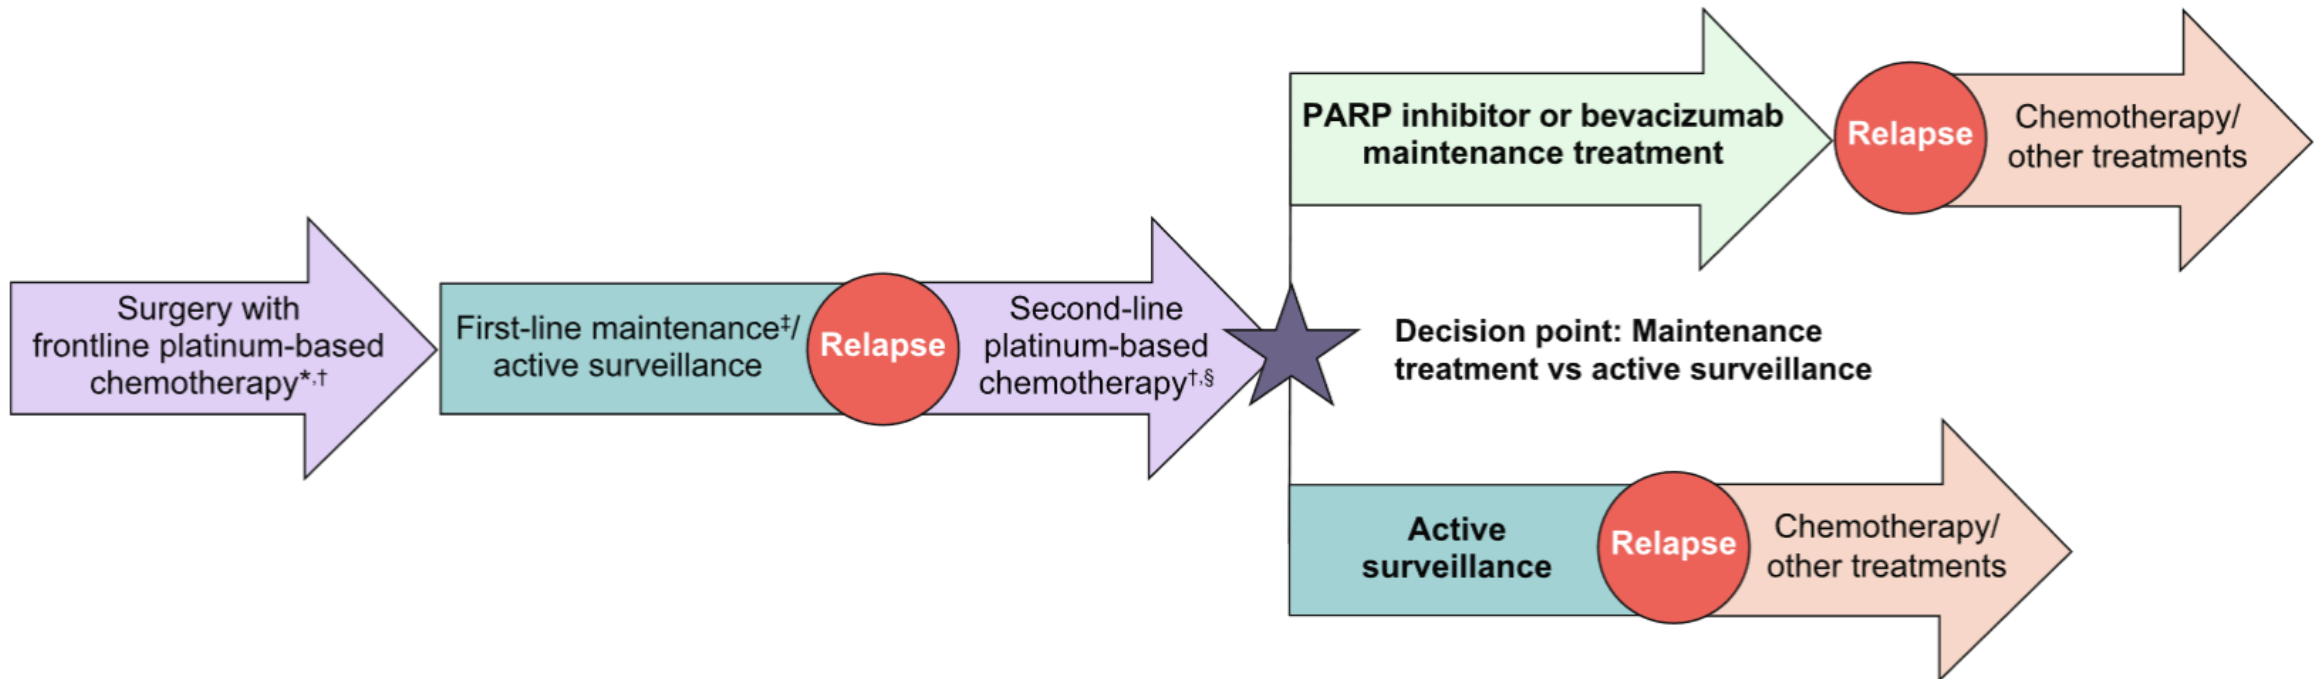 Surgery with
frontline platinum-based
chemotherapy*,†
First-line maintenance‡/
active surveillance
Relapse
Second-line
platinum-based
chemotherapy†,§
PARP inhibitor or bevacizumab
maintenance treatment
Relapse
Chemotherapy/
other treatments
Decision point: Maintenance
treatment vs active surveillance
Active
surveillance
Relapse
Chemotherapy/
other treatments